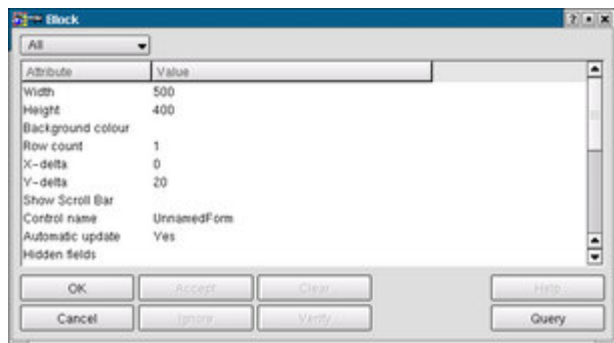 Block
All
Attribute Value
Width 500
Height 400
Background colour
Row count 1
X-delta 0
Y-delta 20
Show Scroll Bar
Control name UnnamedForm
Automatic update Yes
Hidden fields
OK Accept Clear Help
Cancel Ignore Verify Query